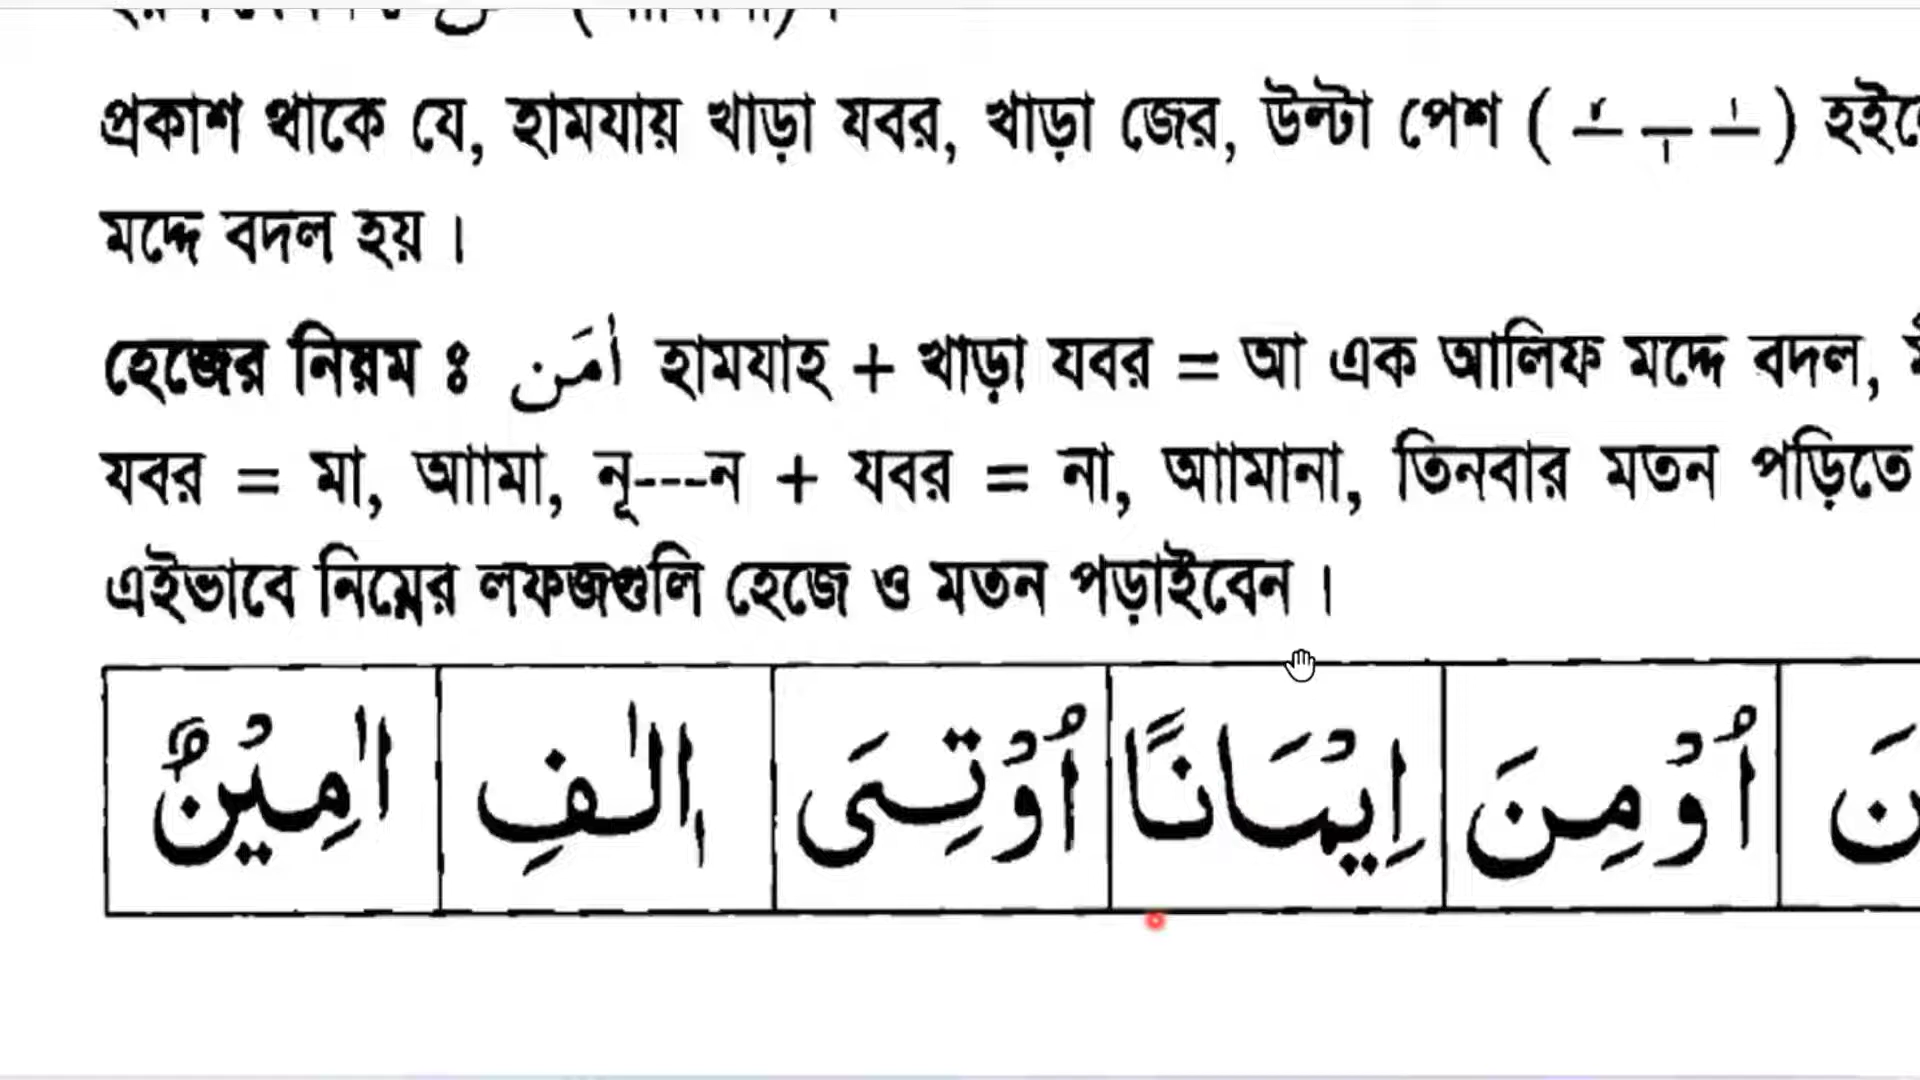 প্রকাশ থাকে যে, হামযায় খাড়া যবর, খাড়া জের, উল্টা পেশ (
মদ্দে বদল হয় ।
হেজের নিয়ম ঃ اٰمَن হামযাহ + খাড়া যবর = আ এক আলিফ মদ্দে বদল,
যবর = মা, আামা, নূ---ন + যবর = না, আামানা, তিনবার মতন পড়িতে
এইভাবে নিম্নের লফজগুলি হেজে ও মতন পড়াইবেন ।
اُوْمِنَ اِيْمَانًا اُوْتِىَ اٖلٰفِ اٰمِيْنٌ